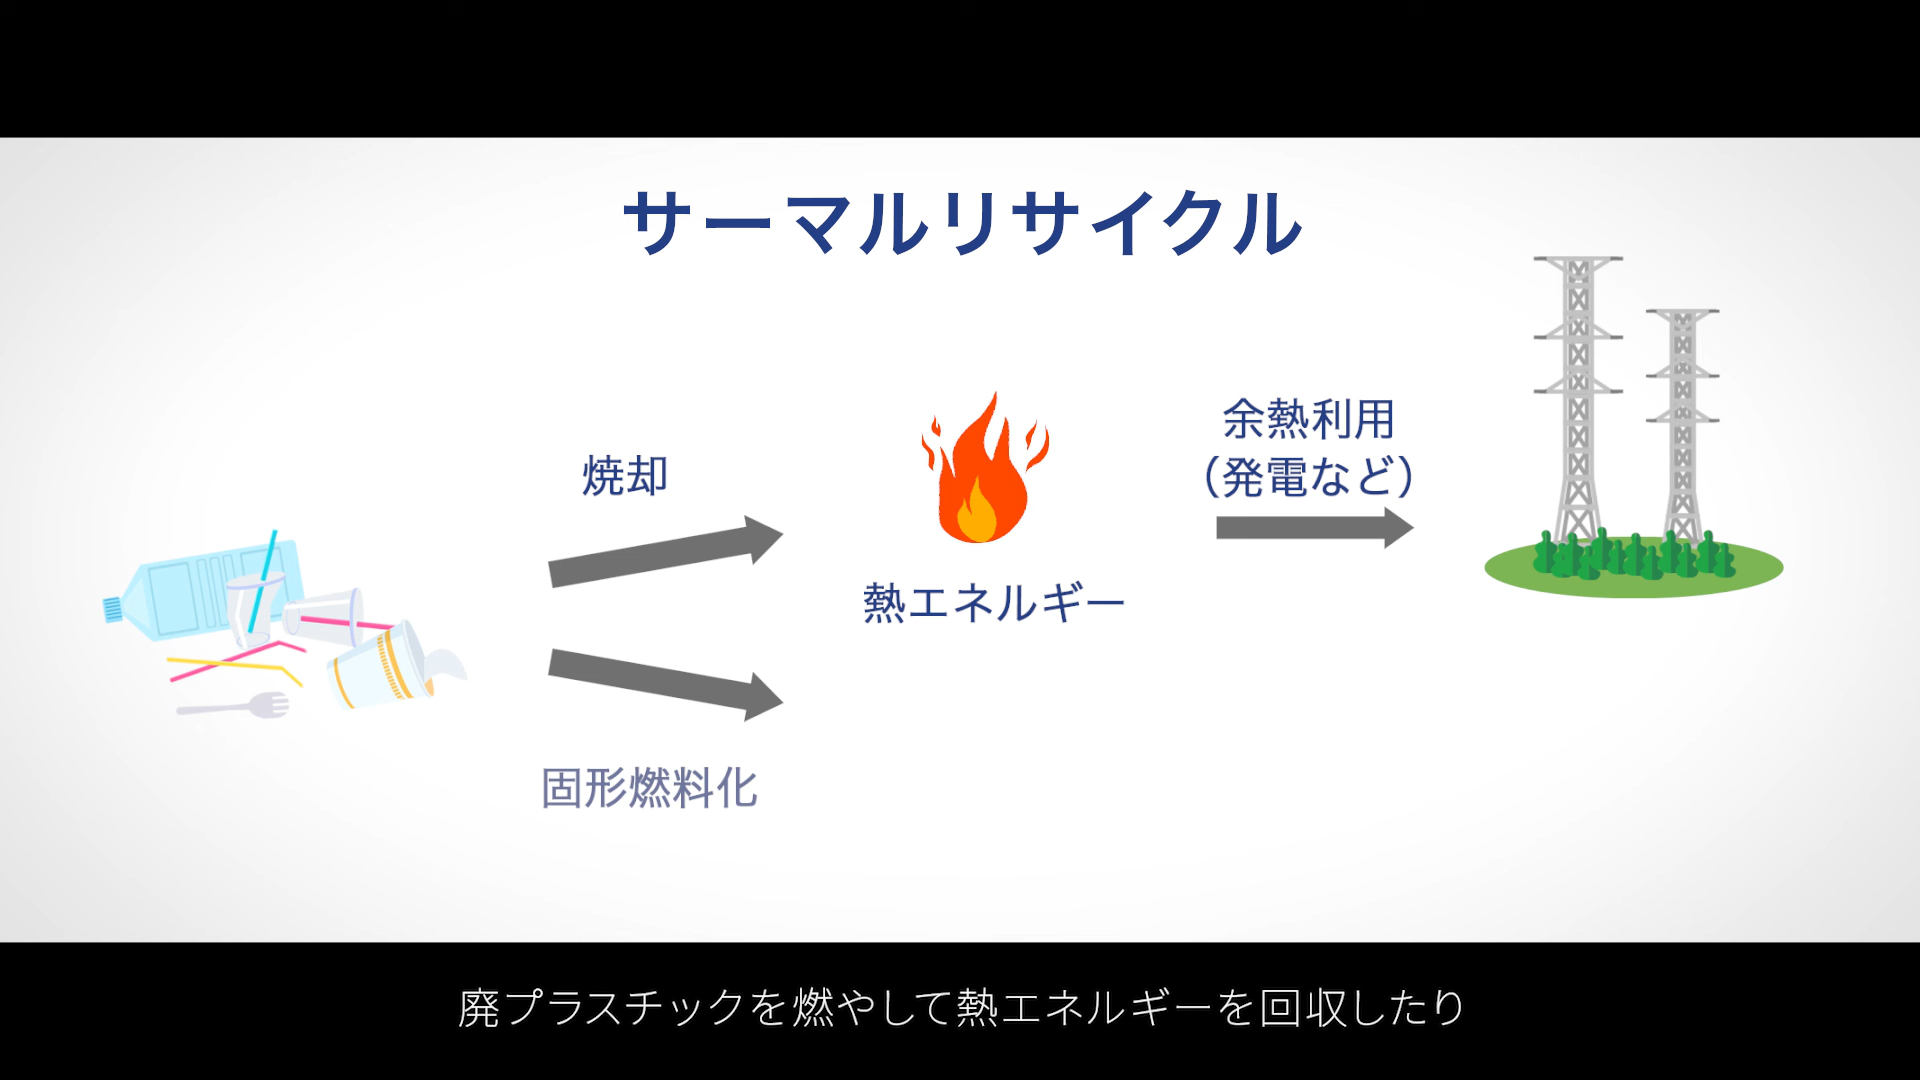 サーマルリサイクル
焼却
熱エネルギー
余熱利用
（発電など）
固形燃料化
廃プラスチックを燃やして熱エネルギーを回収したり